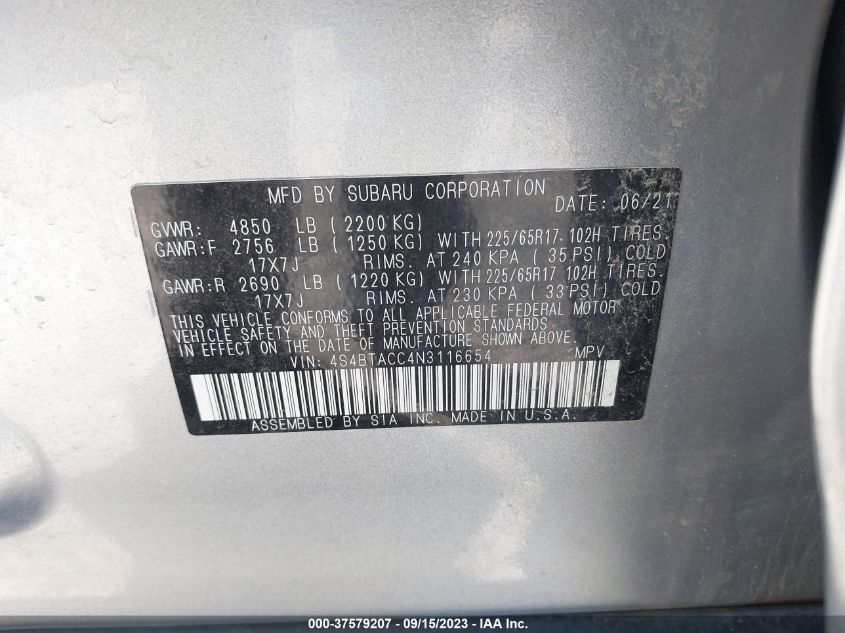 MFD BY SUBARU CORPORATION
DATE: 06/21
GVWR: 4850 LB ( 2200 KG)
GAWR:F 2756 LB ( 1250 KG) WITH 225/65R17 102H TIRES.
17X7J RIMS. AT 240 KPA ( 35 PSI) COLD
GAWR:R 2690 LB ( 1220 KG) WITH 225/65R17 102H TIRES.
17X7J RIMS. AT 230 KPA ( 33 PSI) COLD
THIS VEHICLE CONFORMS TO ALL APPLICABLE FEDERAL MOTOR
VEHICLE SAFETY AND THEFT PREVENTION STANDARDS
IN EFFECT ON THE DATE OF MANUFACTURE SHOWN ABOVE.
VIN: 4S4BTACC4N3116654 MPV
ASSEMBLED BY SIA INC. MADE IN U.S.A.
000-37579207 - 09/15/2023 - IAA Inc.